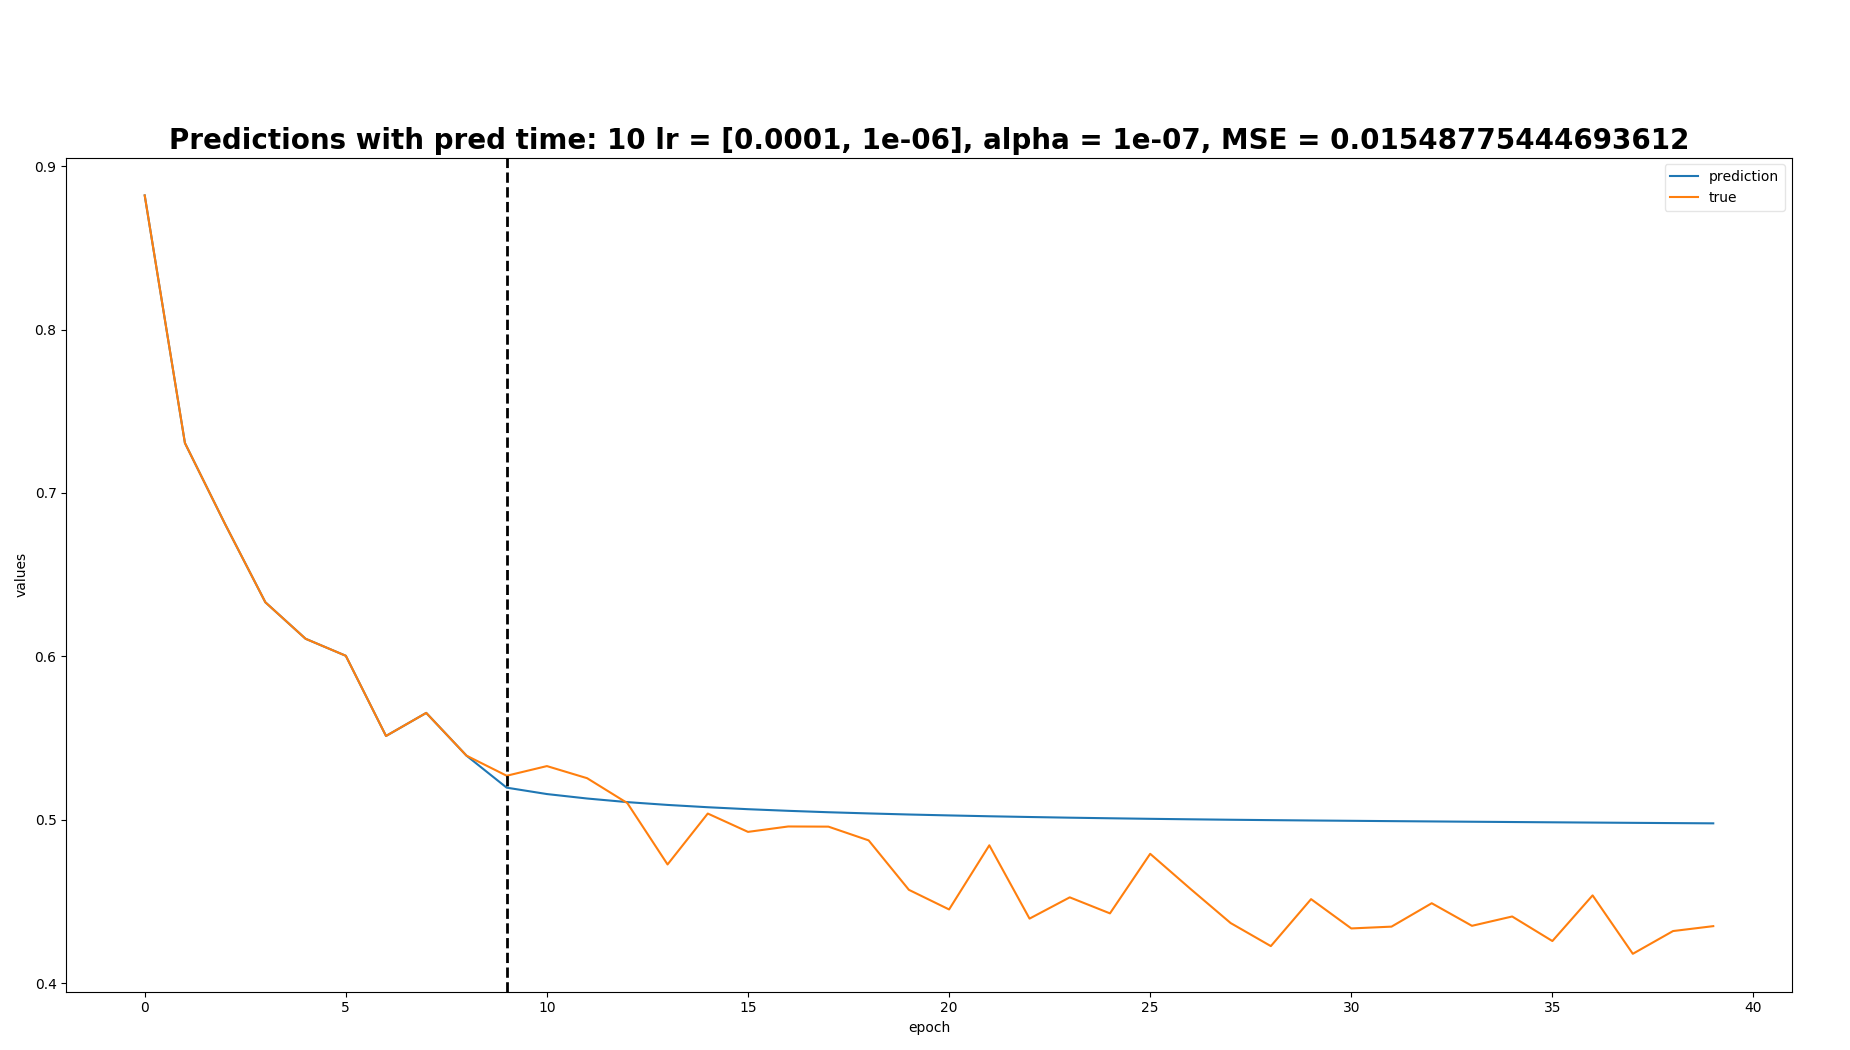 Predictions with pred time: 10 lr = [0.0001, 1e-06], alpha = 1e-07, MSE = 0.01548775444693612
prediction
true
0.9
0.8
0.7
0.6
0.5
0.4
values
0 5 10 15 20 25 30 35 40
epoch